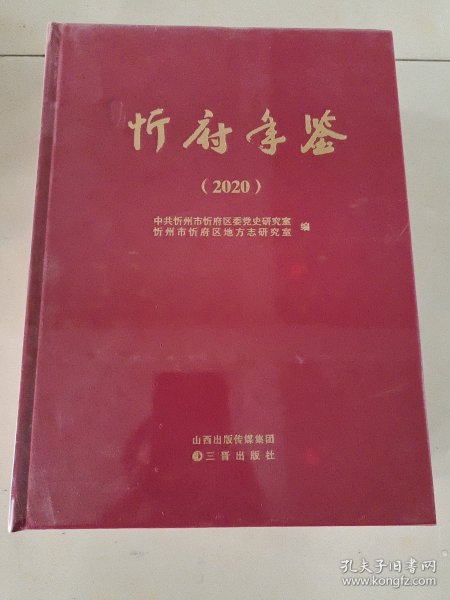 忻府年鉴
（2020）
中共忻州市忻府区委党史研究室
忻州市忻府区地方志研究室
编
山西出版传媒集团
三晋出版社
孔夫子旧书网
www.kongfz.com